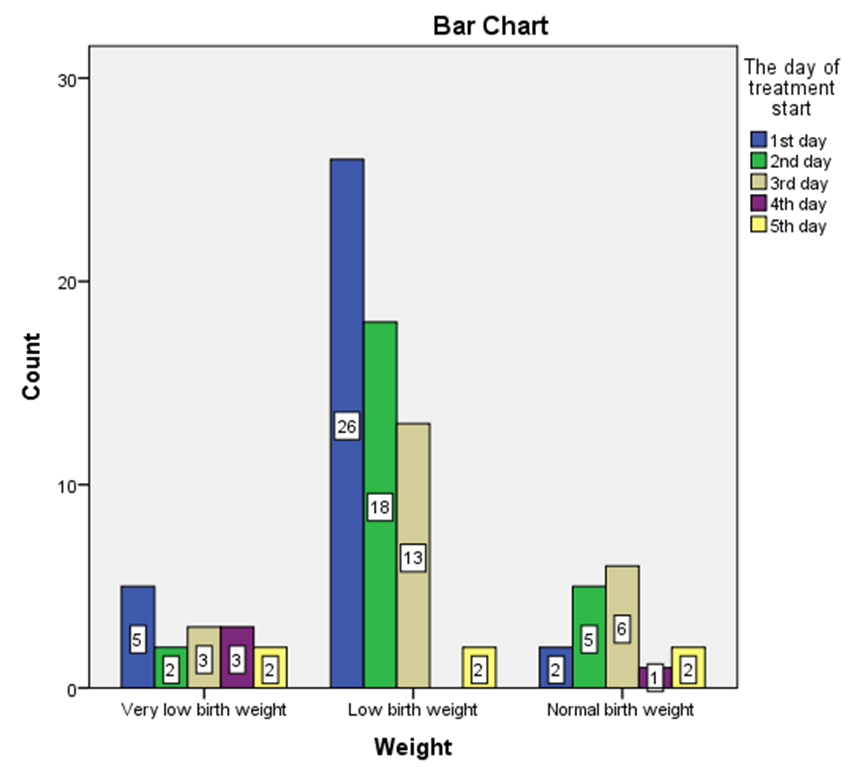 Bar Chart
The day of
treatment
start
1st day
2nd day
3rd day
4th day
5th day
Count
30
20
10
0
5
2
3
3
2
26
18
13
2
2
5
6
1
2
Very low birth weight
Low birth weight
Normal birth weight
Weight